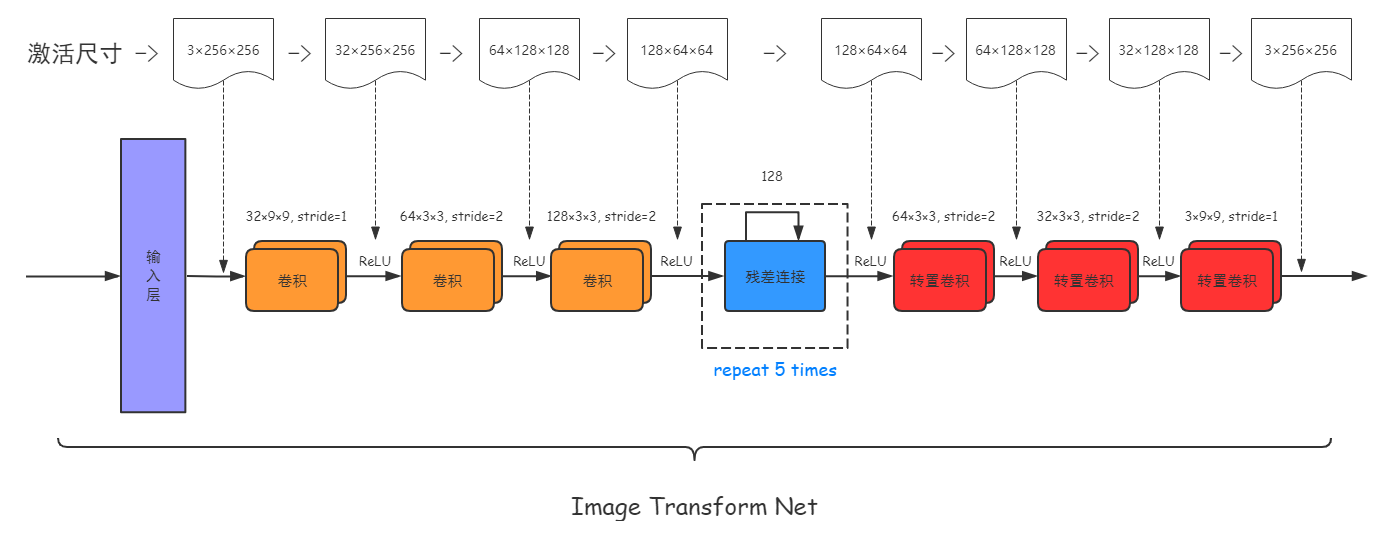 激活尺寸
3×256×256
32×256×256
64×128×128
128×64×64
128×64×64
64×128×128
32×128×128
3×256×256
128
32×9×9, stride=1
64×3×3, stride=2
128×3×3, stride=2
64×3×3, stride=2
32×3×3, stride=2
3×9×9, stride=1
输
入
层
卷积
ReLU
卷积
ReLU
卷积
ReLU
残差连接
ReLU
转置卷积
ReLU
转置卷积
ReLU
转置卷积
repeat 5 times
Image Transform Net